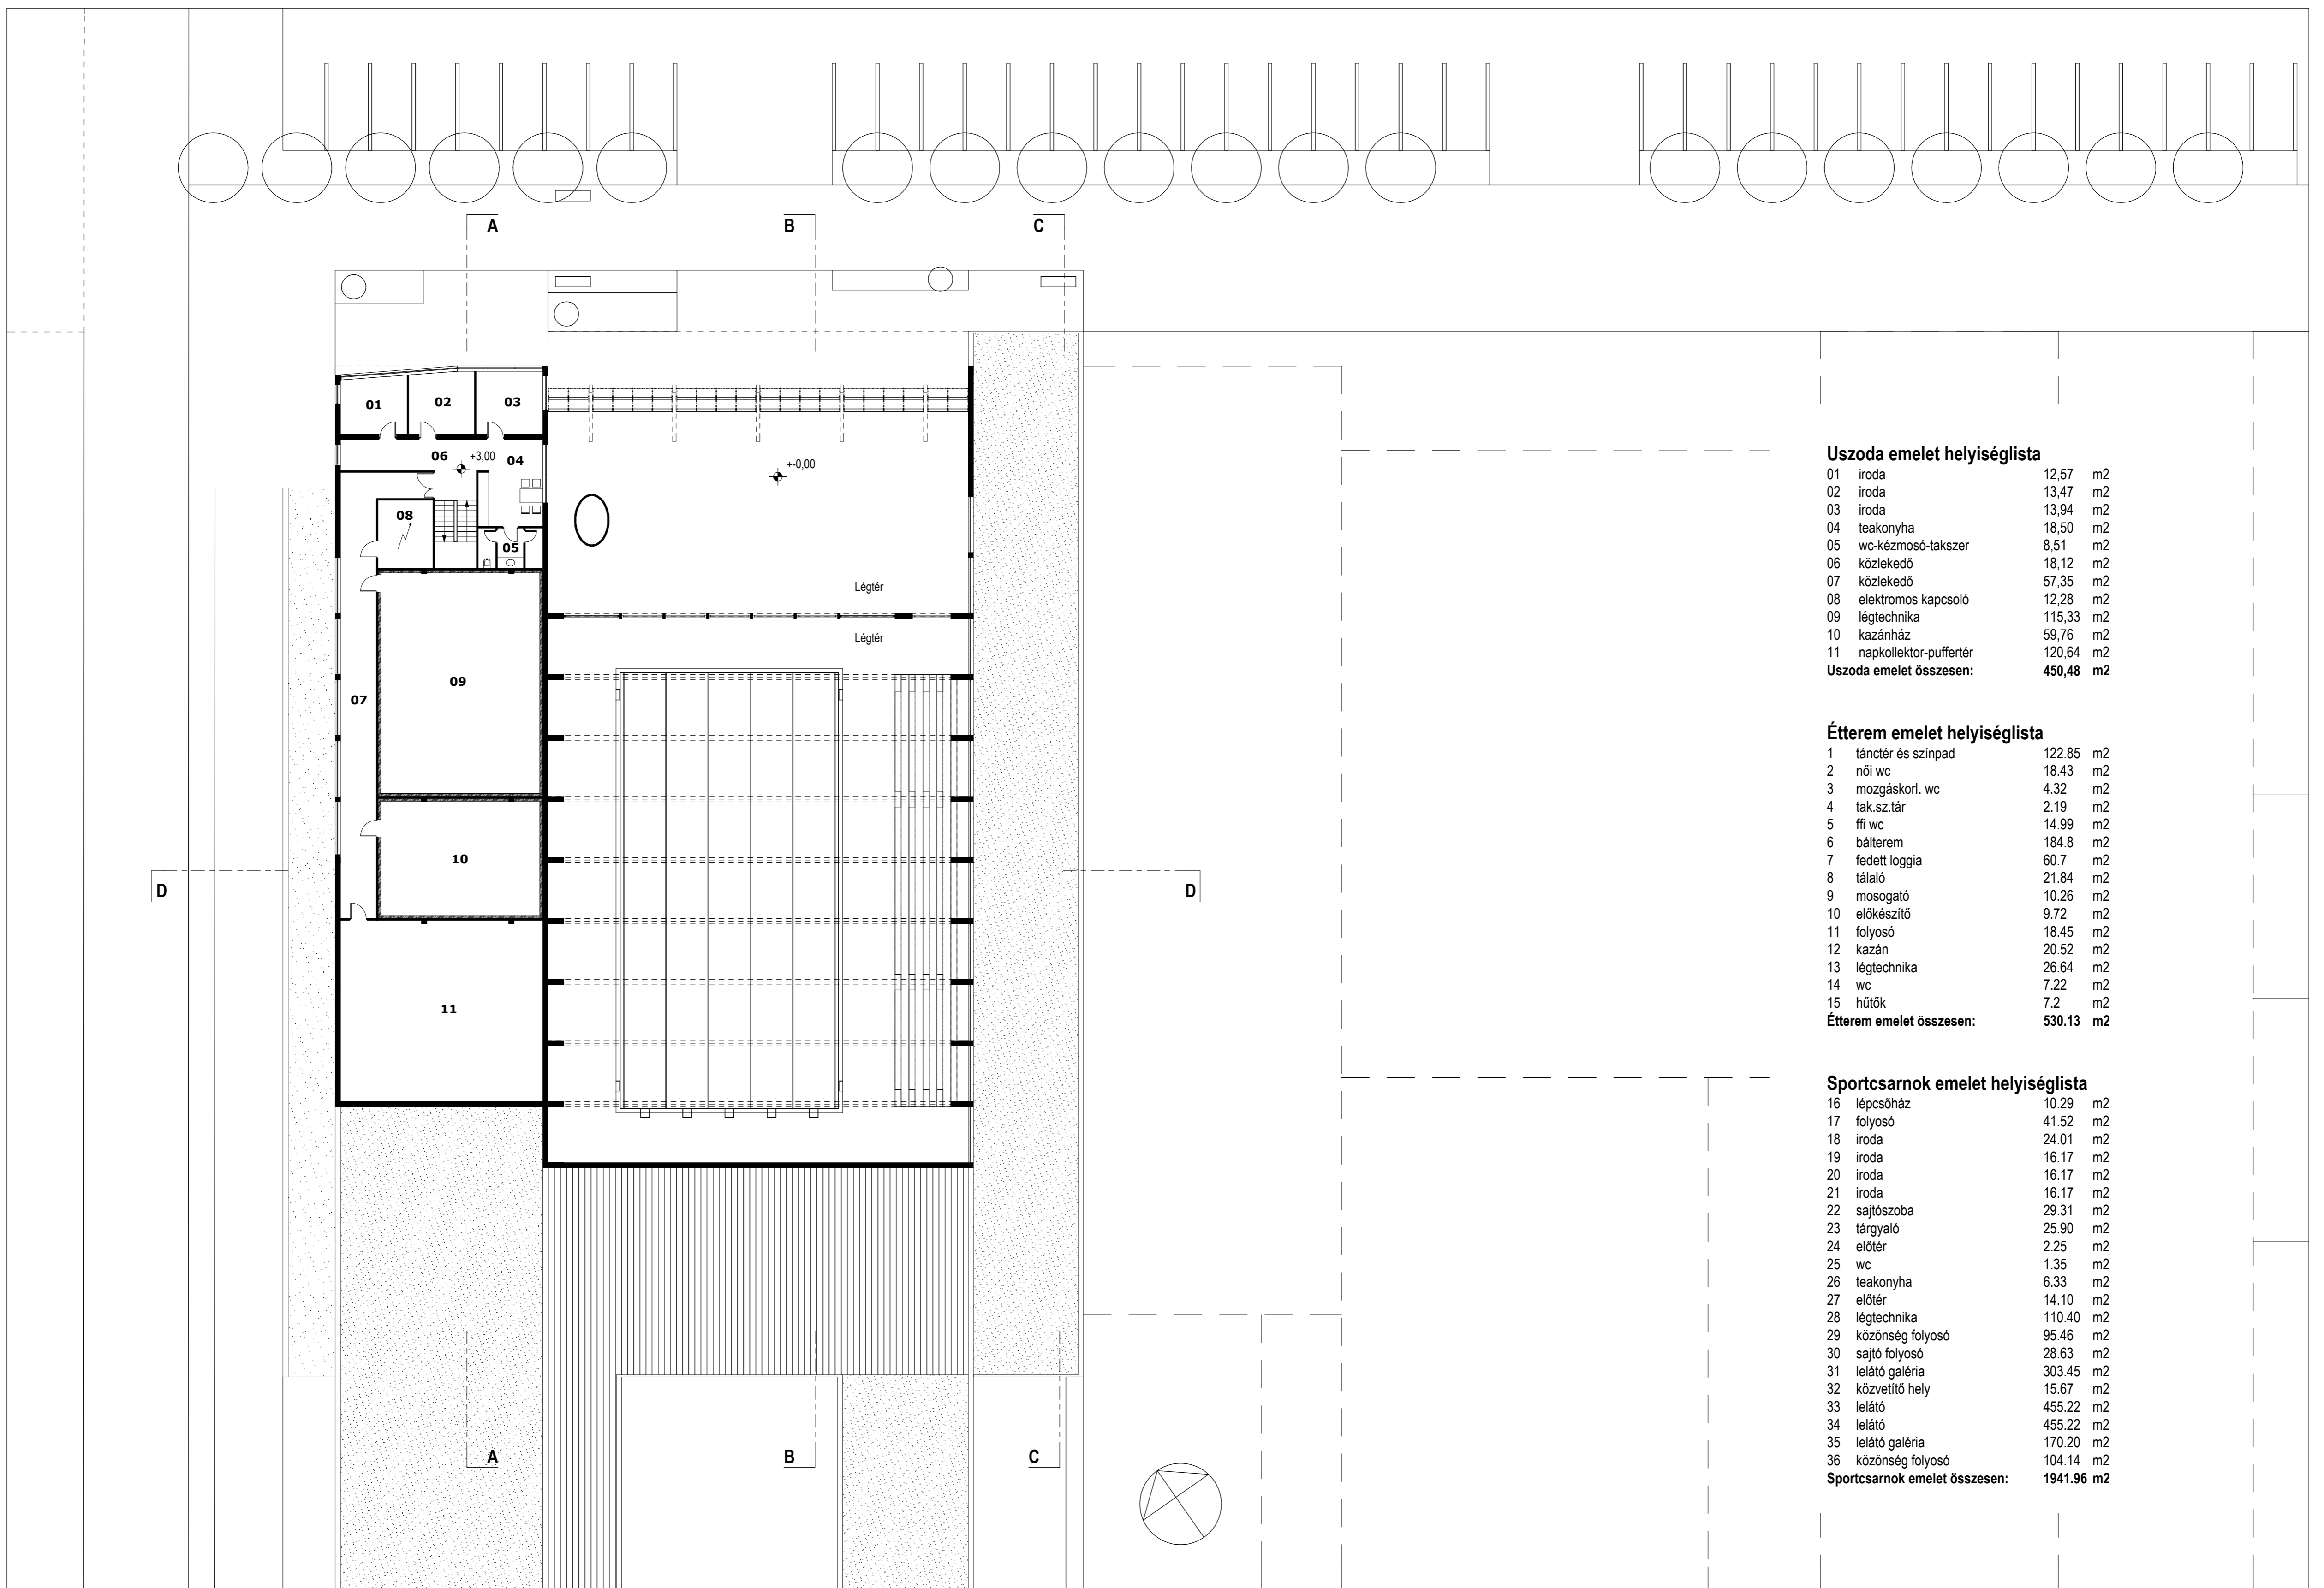 A
B
C
01
02
03
06
+3,00
04
+-0,00
08
05
Légtér
Légtér
09
07
10
D
D
11
A
B
C
Uszoda emelet helyiséglista
01 iroda 12,57 m2
02 iroda 13,47 m2
03 iroda 13,94 m2
04 teakonyha 18,50 m2
05 wc-kézmosó-takszer 8,51 m2
06 közlekedő 18,12 m2
07 közlekedő 57,35 m2
08 elektromos kapcsoló 12,28 m2
09 légtechnika 115,33 m2
10 kazánház 59,76 m2
11 napkollektor-puffertér 120,64 m2
Uszoda emelet összesen: 450,48 m2
Étterem emelet helyiséglista
1 tánctér és színpad 122.85 m2
2 női wc 18.43 m2
3 mozgáskorl. wc 4.32 m2
4 tak.sz.tár 2.19 m2
5 ffi wc 14.99 m2
6 bálterem 184.8 m2
7 fedett loggia 60.7 m2
8 tálaló 21.84 m2
9 mosogató 10.26 m2
10 előkészítő 9.72 m2
11 folyosó 18.45 m2
12 kazán 20.52 m2
13 légtechnika 26.64 m2
14 wc 7.22 m2
15 hűtők 7.2 m2
Étterem emelet összesen: 530.13 m2
Sportcsarnok emelet helyiséglista
16 lépcsőház 10.29 m2
17 folyosó 41.52 m2
18 iroda 24.01 m2
19 iroda 16.17 m2
20 iroda 16.17 m2
21 iroda 16.17 m2
22 sajtószoba 29.31 m2
23 tárgyaló 25.90 m2
24 előtér 2.25 m2
25 wc 1.35 m2
26 teakonyha 6.33 m2
27 előtér 14.10 m2
28 légtechnika 110.40 m2
29 közönség folyosó 95.46 m2
30 sajtó folyosó 28.63 m2
31 lelátó galéria 303.45 m2
32 közvetítő hely 15.67 m2
33 lelátó 455.22 m2
34 lelátó 455.22 m2
35 lelátó galéria 170.20 m2
36 közönség folyosó 104.14 m2
Sportcsarnok emelet összesen: 1941.96 m2